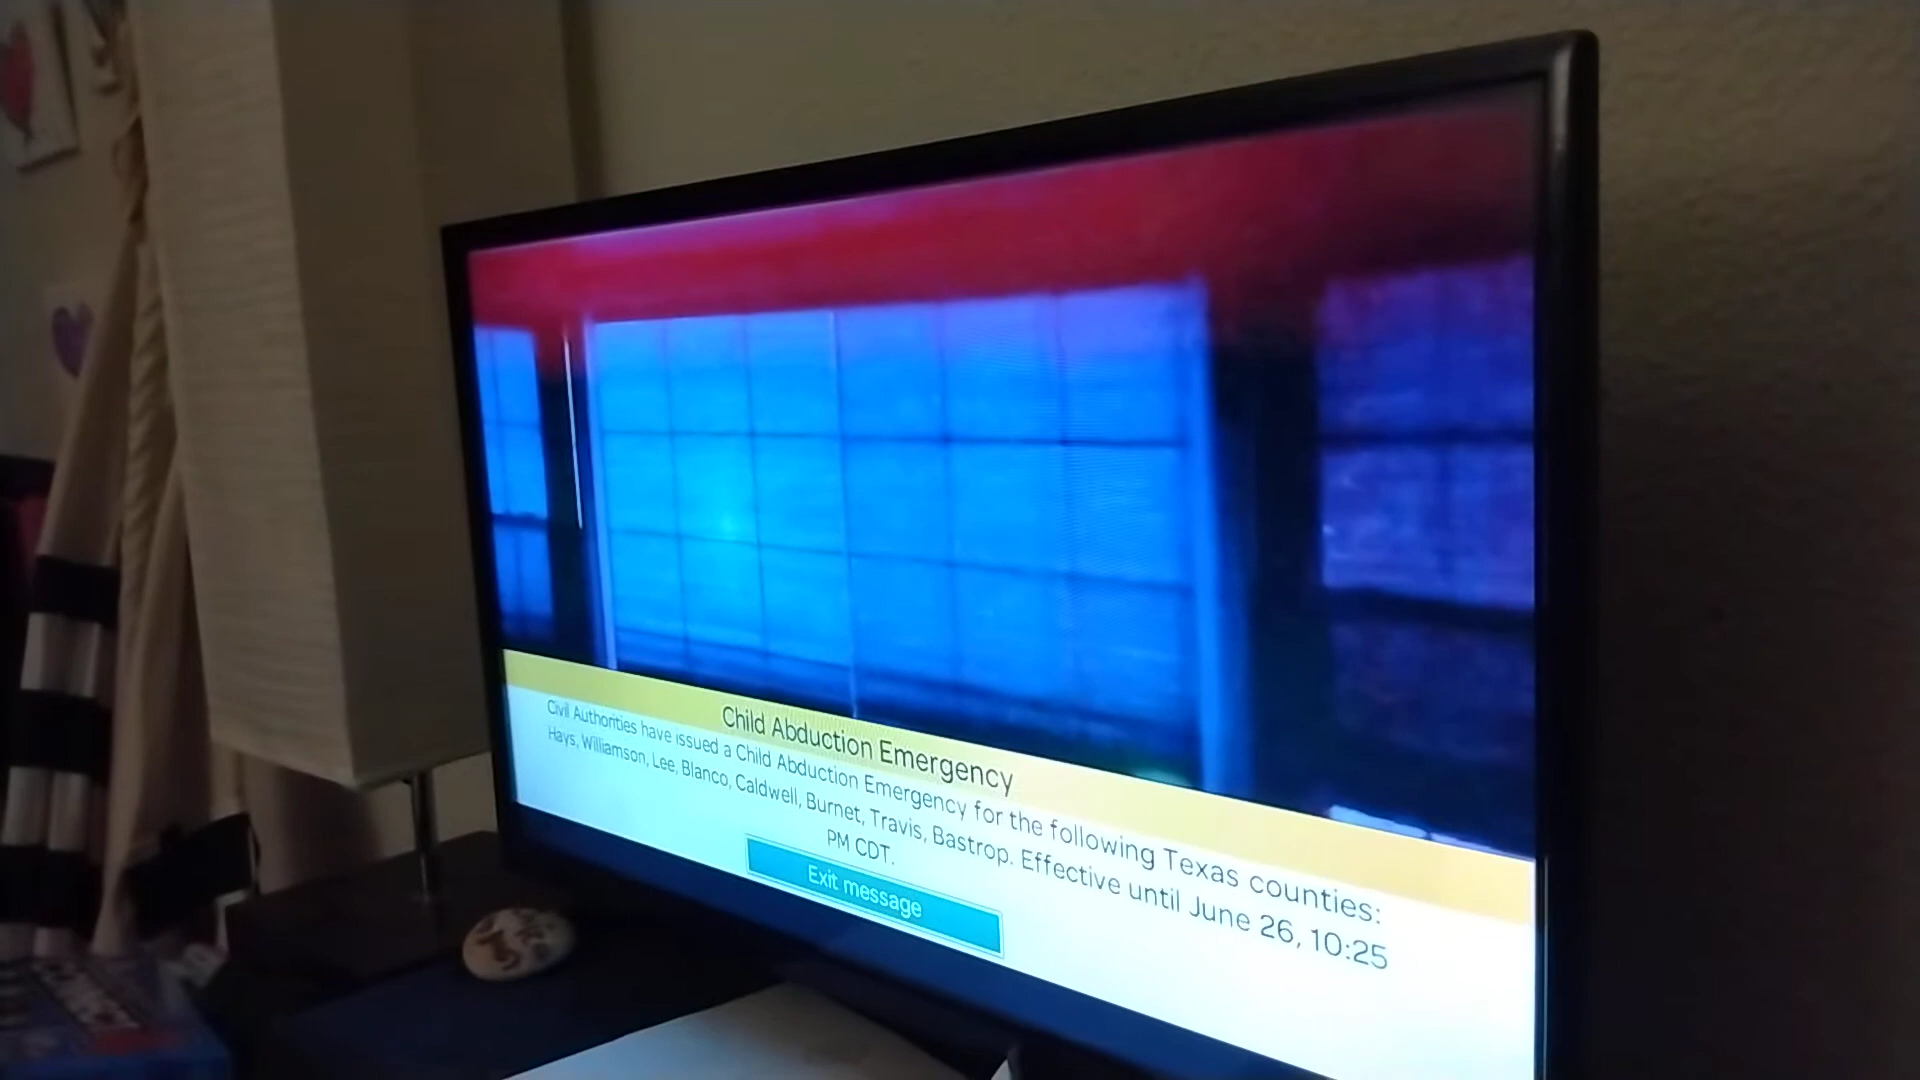 Child Abduction Emergency
Civil Authorities have issued a Child Abduction Emergency for the following Texas counties:
Hays, Williamson, Lee, Blanco, Caldwell, Burnet, Travis, Bastrop. Effective until June 26, 10:25
PM CDT.
Exit message